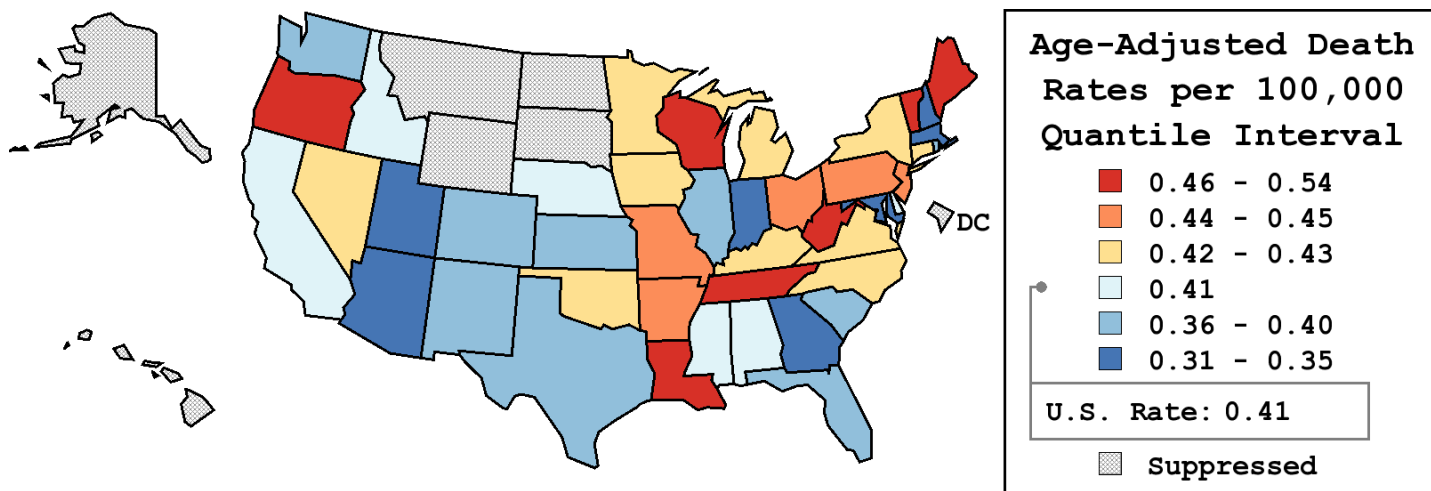 Age-Adjusted Death
Rates per 100,000
Quantile Interval
0.46 - 0.54
0.44 - 0.45
0.42 - 0.43
0.41
0.36 - 0.40
0.31 - 0.35
U.S. Rate: 0.41
Suppressed
DC